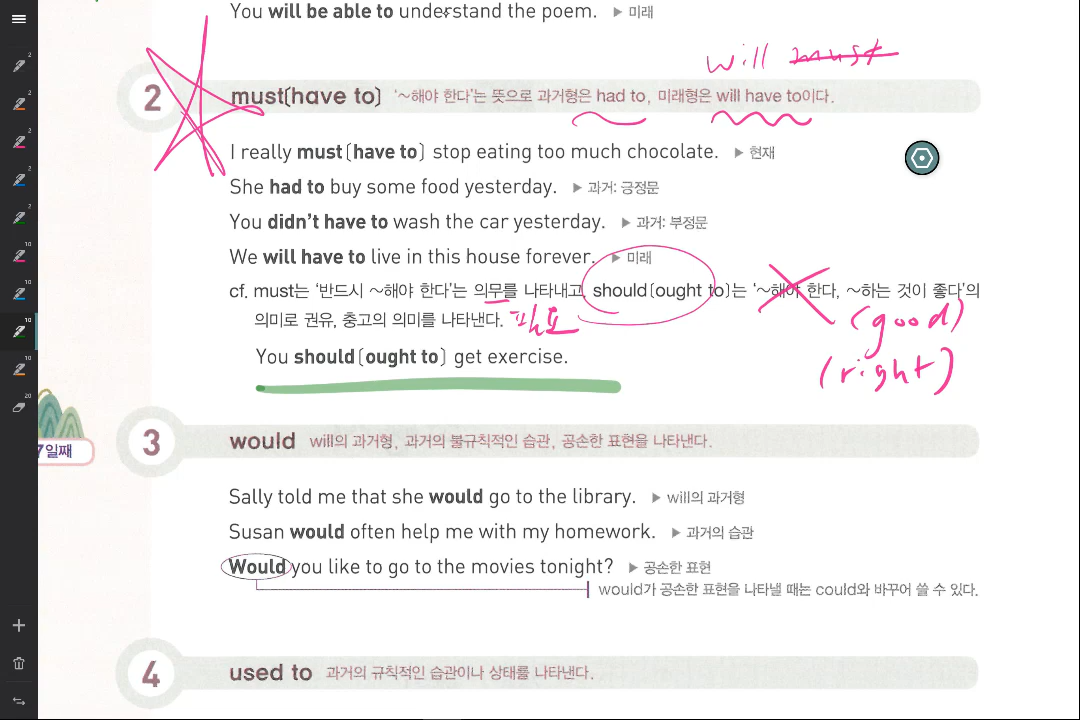 You will be able to understand the poem. ▶ 미래
will must
2 must(have to) '~해야 한다'는 뜻으로 과거형은 had to, 미래형은 will have to이다.
I really must(have to) stop eating too much chocolate. ▶ 현재
She had to buy some food yesterday. ▶ 과거: 긍정문
You didn't have to wash the car yesterday. ▶ 과거: 부정문
We will have to live in this house forever. ▶ 미래
cf. must는 '반드시 ~해야 한다'는 의무를 나타내고, should(ought to)는 '~해야 한다, ~하는 것이 좋다'의
의미로 권유, 충고의 의미를 나타낸다. 필요 (good)
You should(ought to) get exercise. (right)
3 would will의 과거형, 과거의 불규칙적인 습관, 공손한 표현을 나타낸다.
7일째
Sally told me that she would go to the library. ▶ will의 과거형
Susan would often help me with my homework. ▶ 과거의 습관
Would you like to go to the movies tonight? ▶ 공손한 표현
would가 공손한 표현을 나타낼 때는 could와 바꾸어 쓸 수 있다.
4 used to 과거의 규칙적인 습관이나 상태를 나타낸다.
2
2
2
2
2
10
10
10
10
20